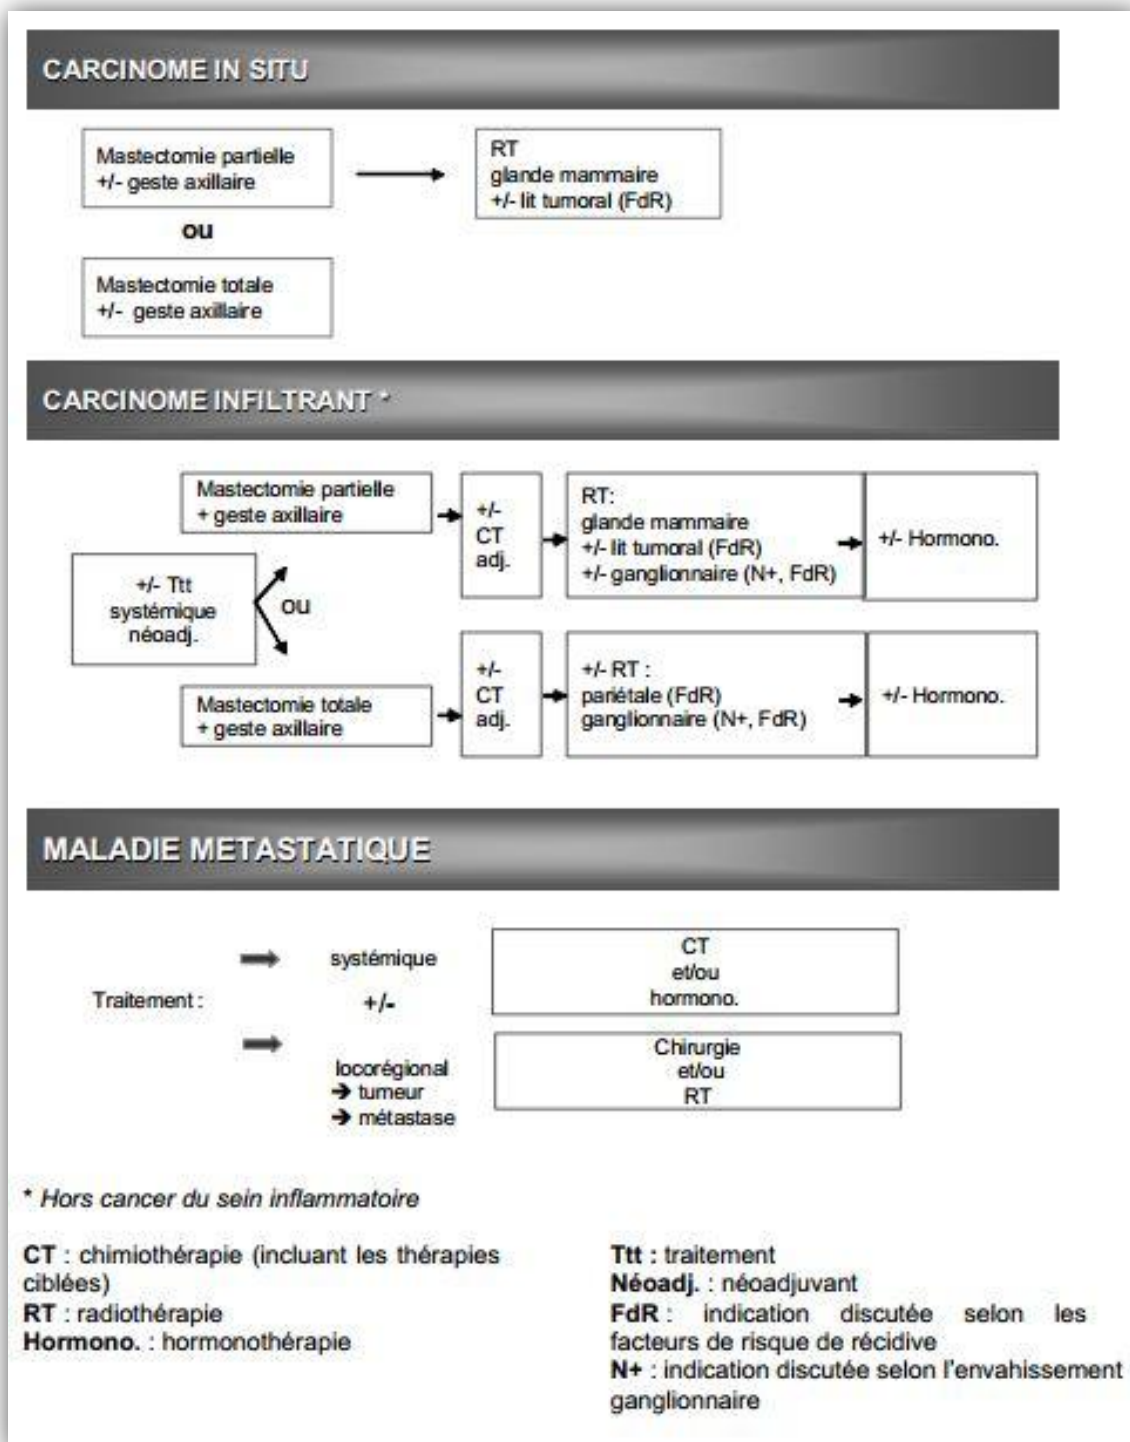 CARCINOME IN SITU
Mastectomie partielle
+/- geste axillaire
RT
glande mammaire
+/- lit tumoral (FdR)
ou
Mastectomie totale
+/- geste axillaire
CARCINOME INFILTRANT *
+/- Ttt
systémique
néoadj.
ou
Mastectomie partielle
+ geste axillaire
+/-
CT
adj.
RT:
glande mammaire
+/- lit tumoral (FdR)
+/- ganglionnaire (N+, FdR)
+/- Hormono.
Mastectomie totale
+ geste axillaire
+/-
CT
adj.
+/- RT :
pariétale (FdR)
ganglionnaire (N+, FdR)
+/- Hormono.
MALADIE METASTATIQUE
Traitement :
systémique
+/-
locorégional
➔ tumeur
➔ métastase
CT
et/ou
hormono.
Chirurgie
et/ou
RT
* Hors cancer du sein inflammatoire
CT : chimiothérapie (incluant les thérapies
ciblées)
RT : radiothérapie
Hormono. : hormonothérapie
Ttt : traitement
Néoadj. : néoadjuvant
FdR : indication discutée selon les
facteurs de risque de récidive
N+ : indication discutée selon l'envahissement
ganglionnaire